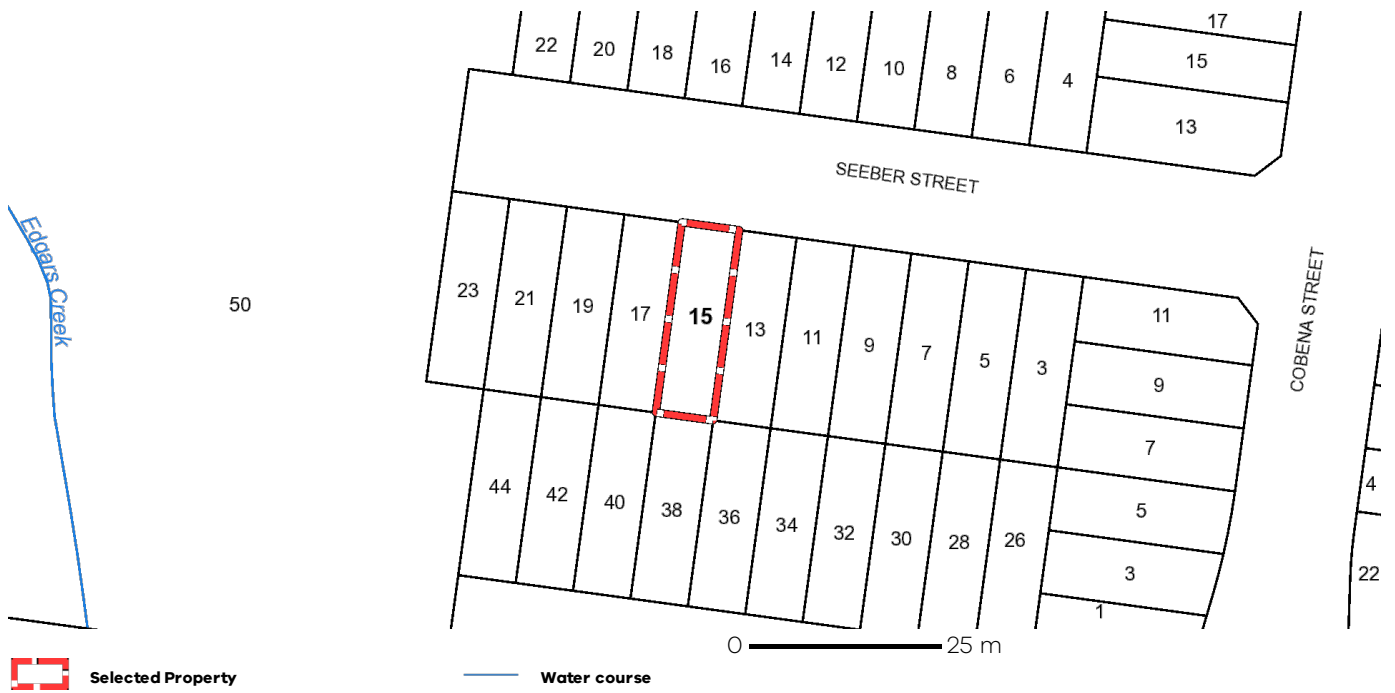 17
22 20 18 16 14 12 10 8 6 4 15
13
SEEBER STREET
Edgars Creek
COBENA STREET
50
23 21 19 17 15 13 11 9 7 5 3
11
9
7
44 42 40 38 36 34 32 30 28 26
5
3
1
4
22
0 25 m
Selected Property
Water course